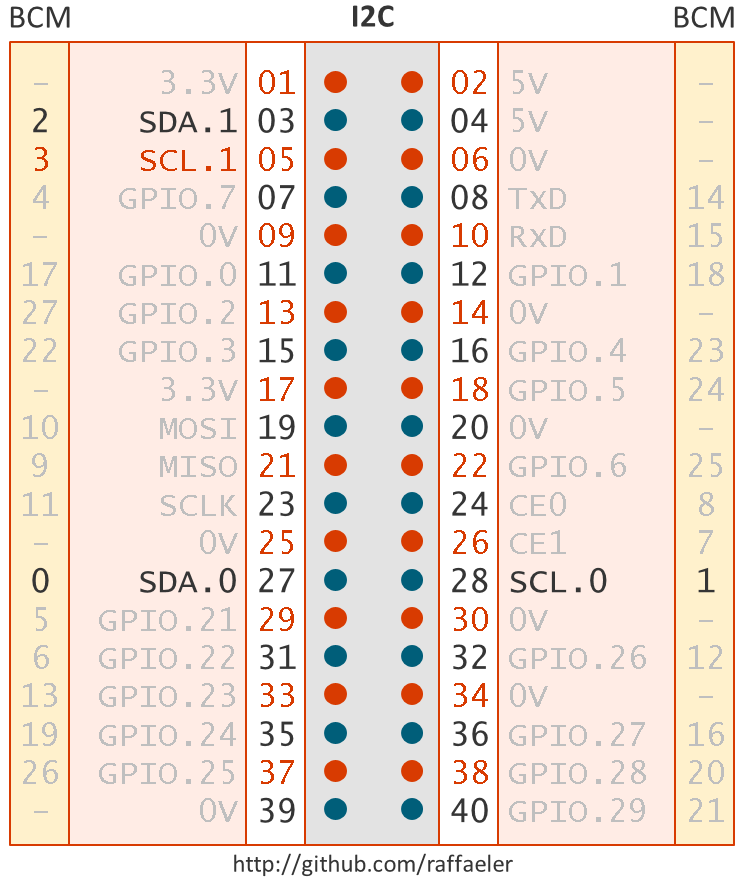 BCM I2C BCM
– 3.3V 01 02 5V –
2 SDA.1 03 04 5V –
3 SCL.1 05 06 0V –
4 GPIO.7 07 08 TxD 14
– 0V 09 10 RxD 15
17 GPIO.0 11 12 GPIO.1 18
27 GPIO.2 13 14 0V –
22 GPIO.3 15 16 GPIO.4 23
– 3.3V 17 18 GPIO.5 24
10 MOSI 19 20 0V –
9 MISO 21 22 GPIO.6 25
11 SCLK 23 24 CE0 8
– 0V 25 26 CE1 7
0 SDA.0 27 28 SCL.0 1
5 GPIO.21 29 30 0V –
6 GPIO.22 31 32 GPIO.26 12
13 GPIO.23 33 34 0V –
19 GPIO.24 35 36 GPIO.27 16
26 GPIO.25 37 38 GPIO.28 20
– 0V 39 40 GPIO.29 21
http://github.com/raffaeler